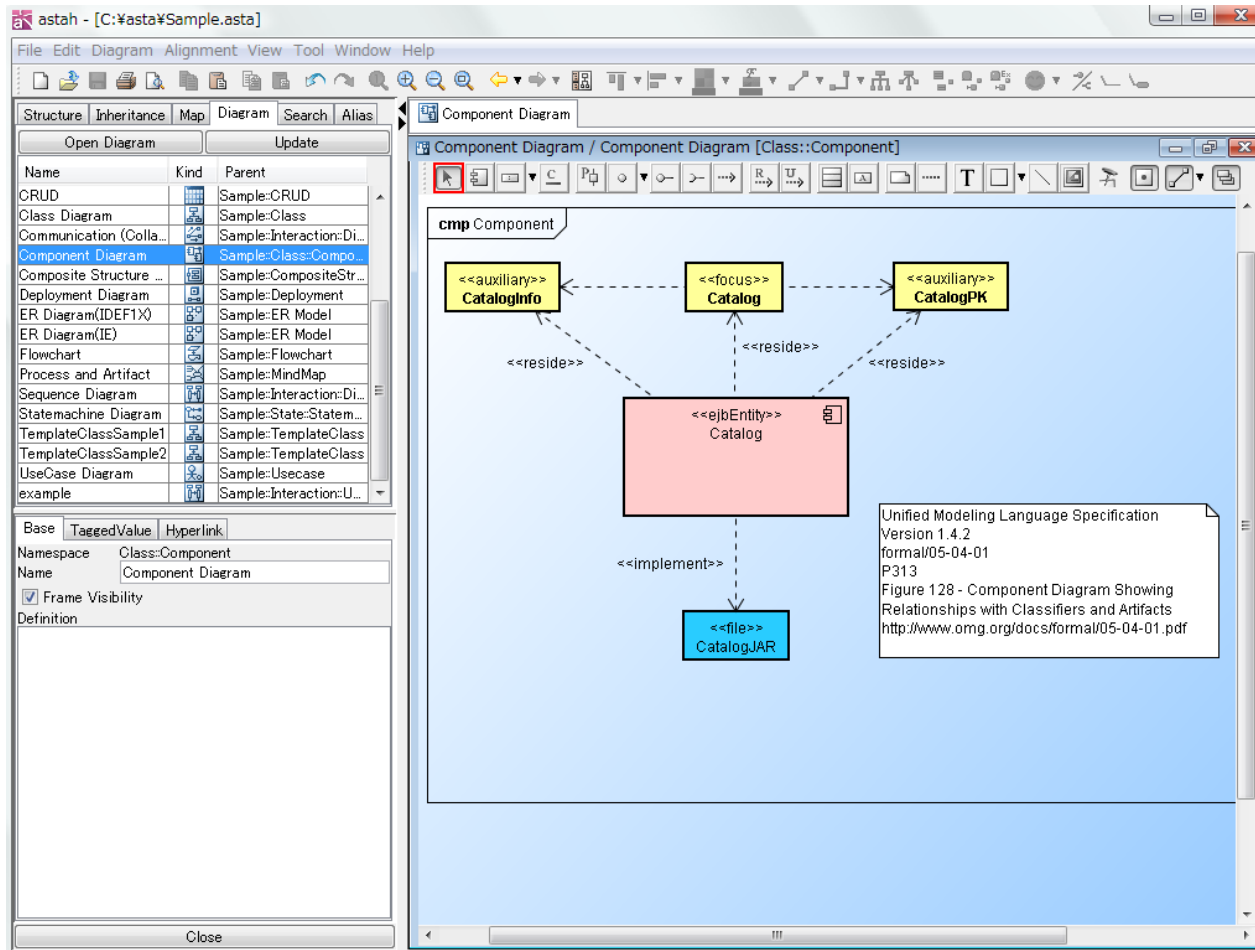 astah - [C:¥asta¥Sample.asta]
File Edit Diagram Alignment View Tool Window Help
Structure Inheritance Map Diagram Search Alias
Open Diagram Update
Name Kind Parent
CRUD Sample::CRUD
Class Diagram Sample::Class
Communication (Colla... Sample::Interaction::Di...
Component Diagram Sample::Class::Compo...
Composite Structure ... Sample::CompositeStr...
Deployment Diagram Sample::Deployment
ER Diagram(IDEF1X) Sample::ER Model
ER Diagram(IE) Sample::ER Model
Flowchart Sample::Flowchart
Process and Artifact Sample::MindMap
Sequence Diagram Sample::Interaction::Di...
Statemachine Diagram Sample::State::Statem...
TemplateClassSample1 Sample::TemplateClass
TemplateClassSample2 Sample::TemplateClass
UseCase Diagram Sample::Usecase
example Sample::Interaction::U...
Base TaggedValue Hyperlink
Namespace Class::Component
Name Component Diagram
Frame Visibility
Definition
Close
Component Diagram
Component Diagram / Component Diagram [Class::Component]
C P R U A T
cmp Component
<<auxiliary>>
CatalogInfo
<<focus>>
Catalog
<<auxiliary>>
CatalogPK
<<reside>>
<<reside>>
<<reside>>
<<ejbEntity>>
Catalog
<<implement>>
<<file>>
CatalogJAR
Unified Modeling Language Specification
Version 1.4.2
formal/05-04-01
P313
Figure 128 - Component Diagram Showing
Relationships with Classifiers and Artifacts
http://www.omg.org/docs/formal/05-04-01.pdf